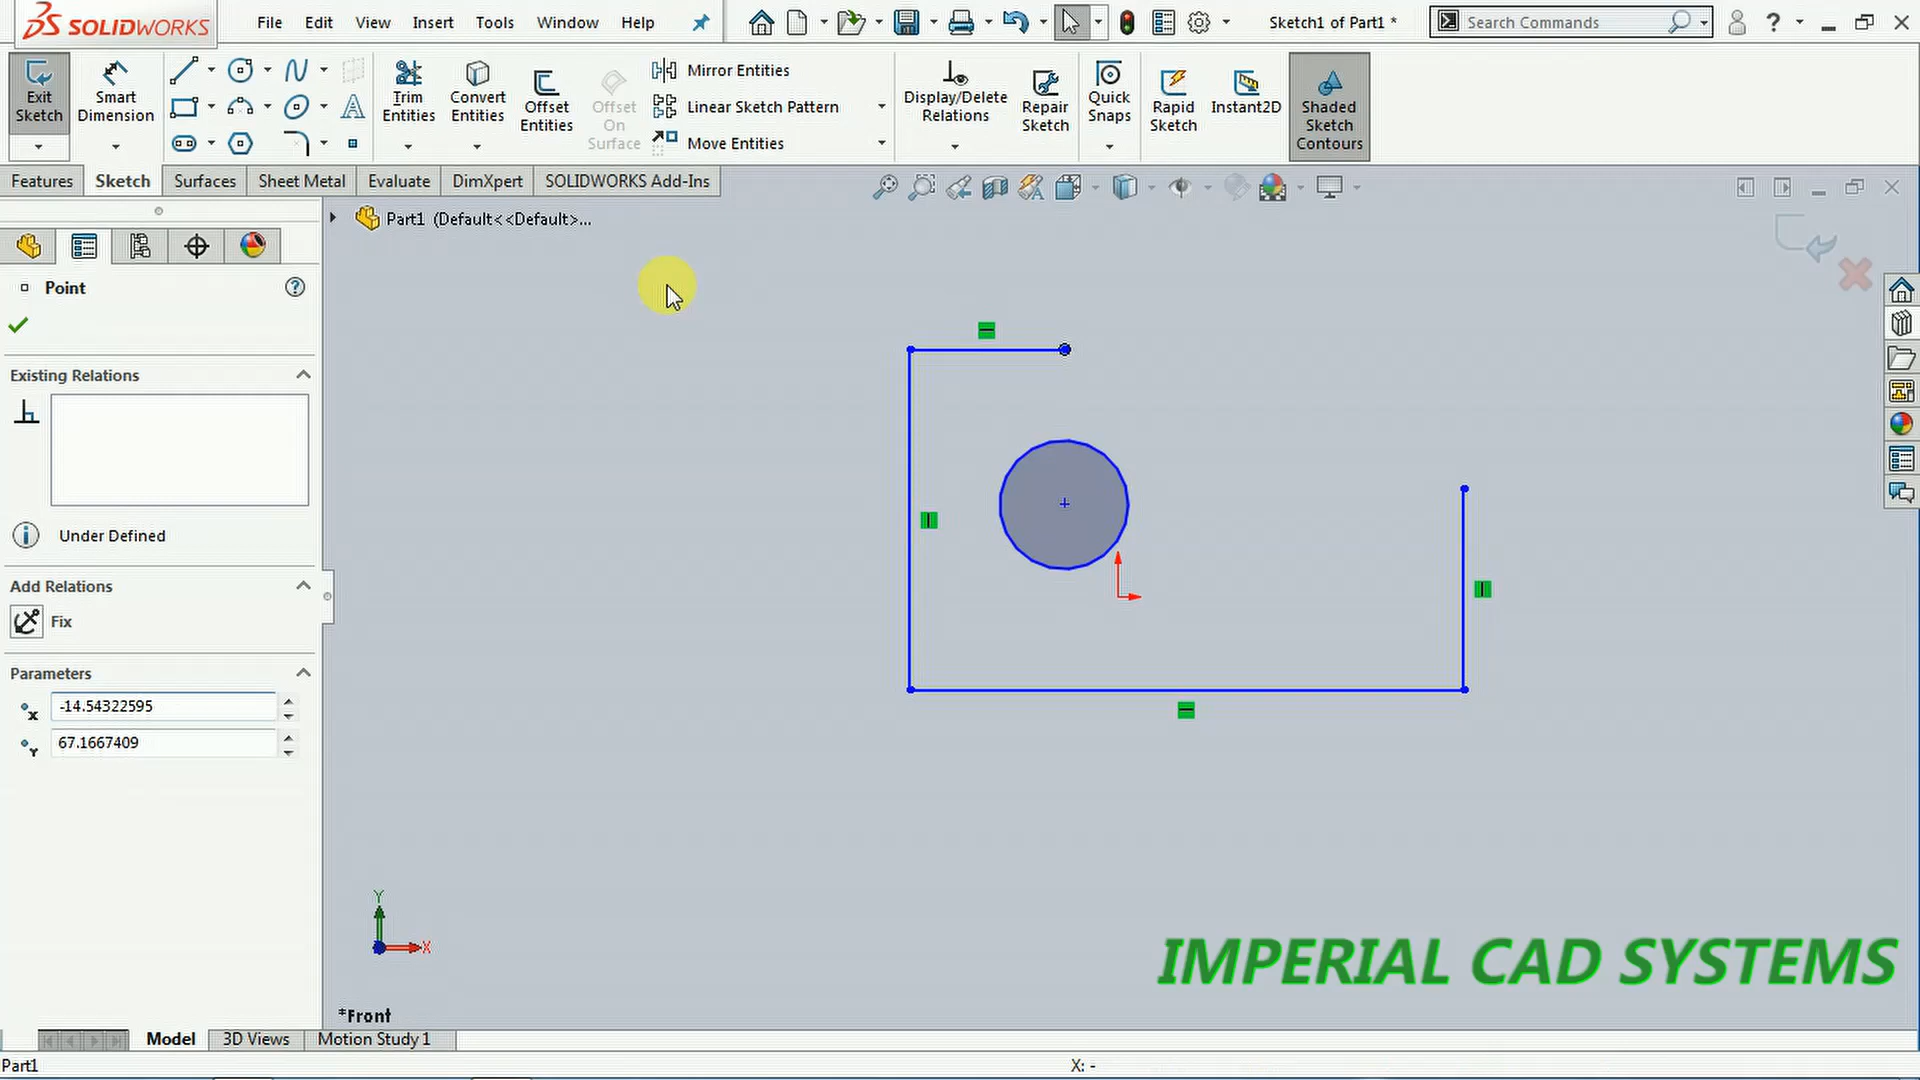 SOLIDWORKS
File Edit View Insert Tools Window Help
Sketch1 of Part1 *
Search Commands
?
Exit Sketch
Smart Dimension
Trim Entities
Convert Entities
Offset Entities
Offset On Surface
Mirror Entities
Linear Sketch Pattern
Move Entities
Display/Delete Relations
Repair Sketch
Quick Snaps
Rapid Sketch
Instant2D
Shaded Sketch Contours
Features Sketch Surfaces Sheet Metal Evaluate DimXpert SOLIDWORKS Add-Ins
Part1 (Default<<Default>...
Point
?
Existing Relations
Under Defined
Add Relations
Fix
Parameters
X -14.54322595
Y 67.1667409
Y
X
*Front
IMPERIAL CAD SYSTEMS
Model 3D Views Motion Study 1
Part1
X: -